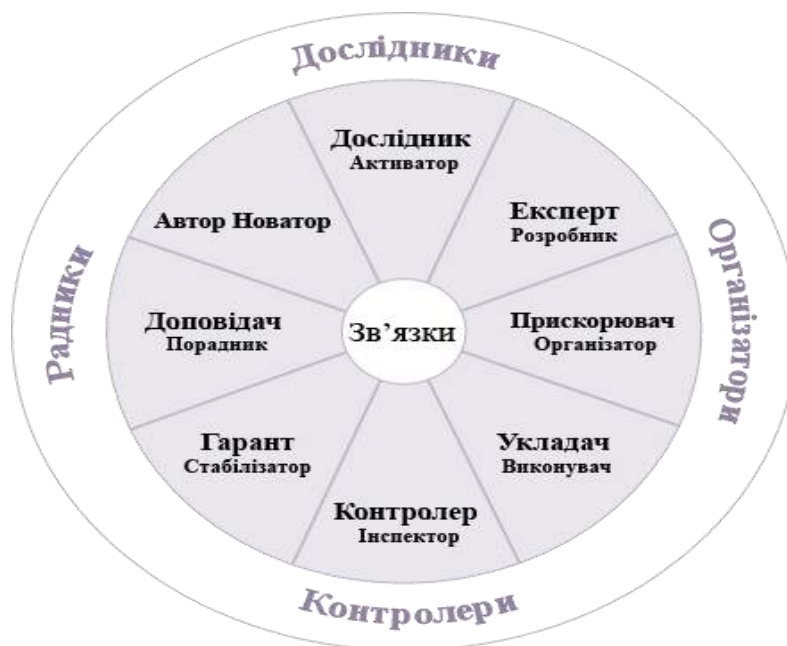 Дослідники
Дослідник
Активатор
Автор Новатор
Експерт
Розробник
Радники
Організатори
Доповідач
Порадник
Зв’язки
Прискорювач
Організатор
Гарант
Стабілізатор
Укладач
Виконувач
Контролер
Інспектор
Контролери